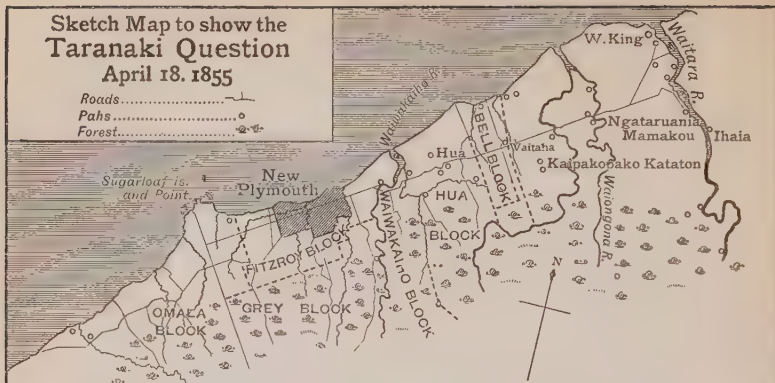 Sketch Map to show the
Taranaki Question
April 18. 1855
Roads
Pahs
Forest
W. King
Waitara R.
Ngataruania
Mamakou
Ihaia
Waiwakaiho R.
Hua
BELL BLOCK
Vaitaha
Kaipakopako Kataton
Waiongona R.
Sugarloaf is.
and Point
New
Plymouth
HUA
BLOCK
WAIWAKAIHO BLOCK
FITZROY BLOCK
GREY BLOCK
OMATA
BLOCK
N